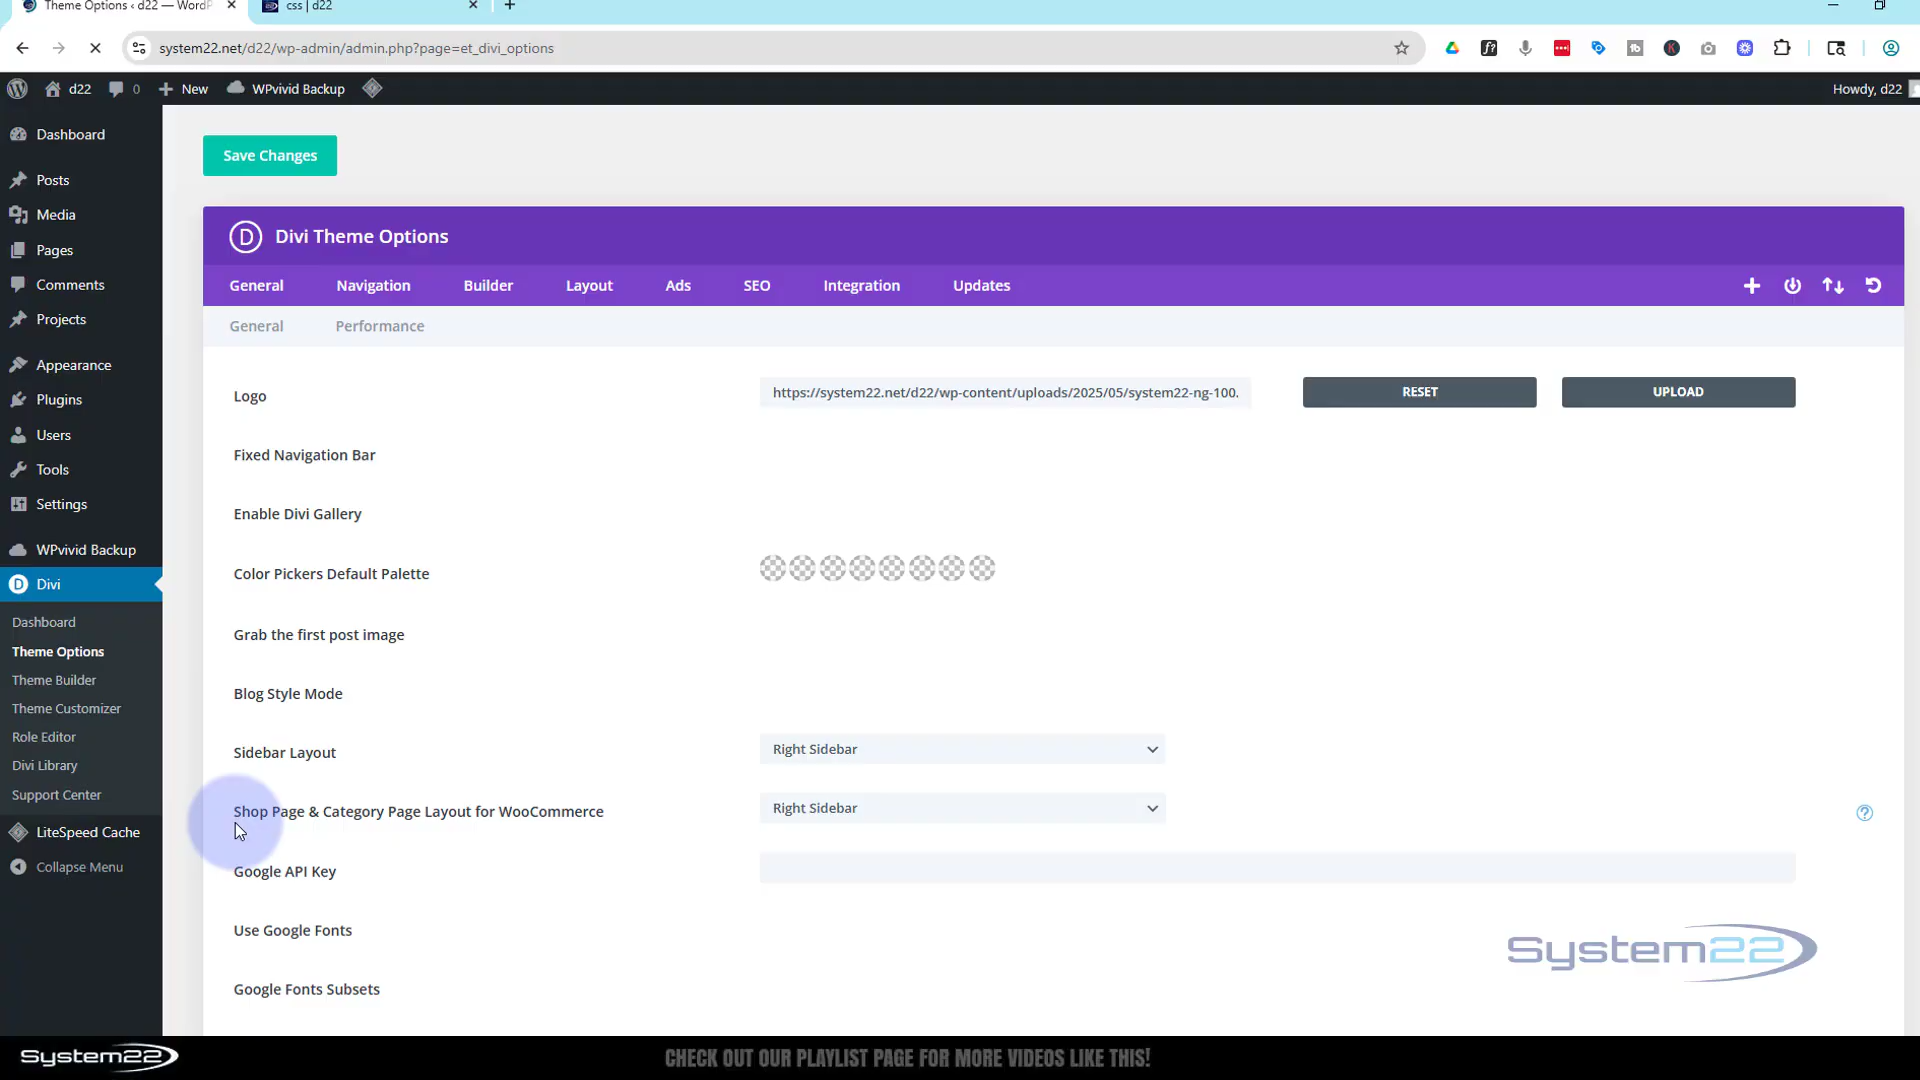 Theme Options ‹ d22 — WordP
css | d22
system22.net/d22/wp-admin/admin.php?page=et_divi_options
d22
0
New
WPvivid Backup
Howdy, d22
Dashboard
Posts
Media
Pages
Comments
Projects
Appearance
Plugins
Users
Tools
Settings
WPvivid Backup
Divi
Dashboard
Theme Options
Theme Builder
Theme Customizer
Role Editor
Divi Library
Support Center
LiteSpeed Cache
Collapse Menu
Save Changes
Divi Theme Options
General Navigation Builder Layout Ads SEO Integration Updates
General Performance
Logo
https://system22.net/d22/wp-content/uploads/2025/05/system22-ng-100.
RESET
UPLOAD
Fixed Navigation Bar
Enable Divi Gallery
Color Pickers Default Palette
Grab the first post image
Blog Style Mode
Sidebar Layout
Right Sidebar
Shop Page & Category Page Layout for WooCommerce
Right Sidebar
Google API Key
Use Google Fonts
Google Fonts Subsets
System22
System22
CHECK OUT OUR PLAYLIST PAGE FOR MORE VIDEOS LIKE THIS!